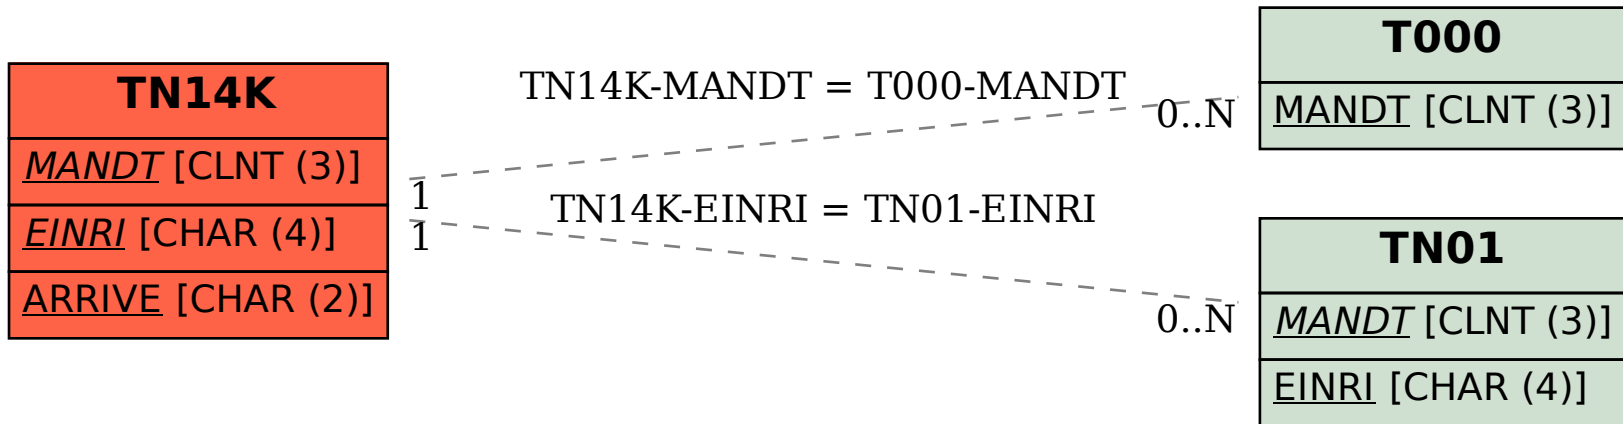 TN14K
MANDT [CLNT (3)]
EINRI [CHAR (4)]
ARRIVE [CHAR (2)]
TN14K-MANDT = T000-MANDT
1
0..N
TN14K-EINRI = TN01-EINRI
1
0..N
T000
MANDT [CLNT (3)]
TN01
MANDT [CLNT (3)]
EINRI [CHAR (4)]